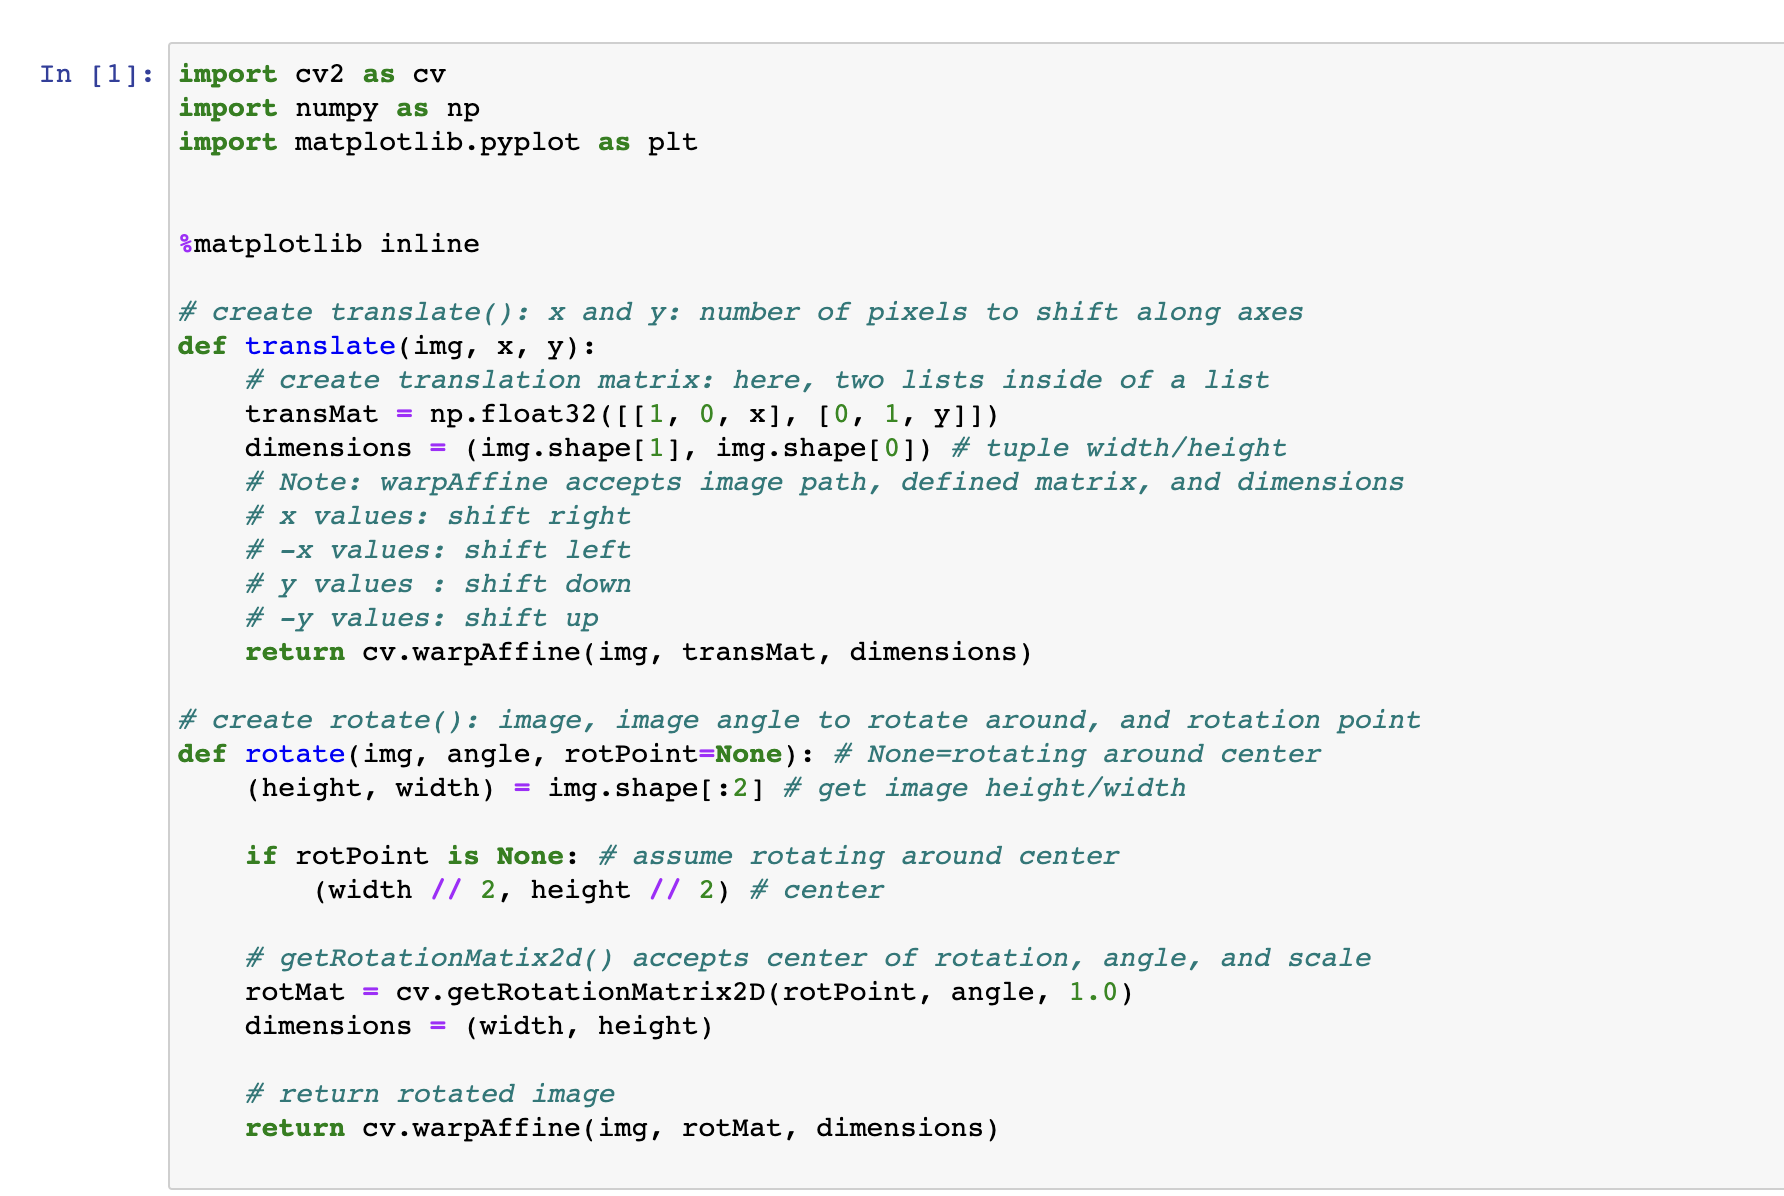 In [1]:
import cv2 as cv
import numpy as np
import matplotlib.pyplot as plt
%matplotlib inline
# create translate(): x and y: number of pixels to shift along axes
def translate(img, x, y):
    # create translation matrix: here, two lists inside of a list
    transMat = np.float32([[1, 0, x], [0, 1, y]])
    dimensions = (img.shape[1], img.shape[0]) # tuple width/height
    # Note: warpAffine accepts image path, defined matrix, and dimensions
    # x values: shift right
    # -x values: shift left
    # y values : shift down
    # -y values: shift up
    return cv.warpAffine(img, transMat, dimensions)
# create rotate(): image, image angle to rotate around, and rotation point
def rotate(img, angle, rotPoint=None): # None=rotating around center
    (height, width) = img.shape[:2] # get image height/width
    if rotPoint is None: # assume rotating around center
        (width // 2, height // 2) # center
    # getRotationMatix2d() accepts center of rotation, angle, and scale
    rotMat = cv.getRotationMatrix2D(rotPoint, angle, 1.0)
    dimensions = (width, height)
    # return rotated image
    return cv.warpAffine(img, rotMat, dimensions)